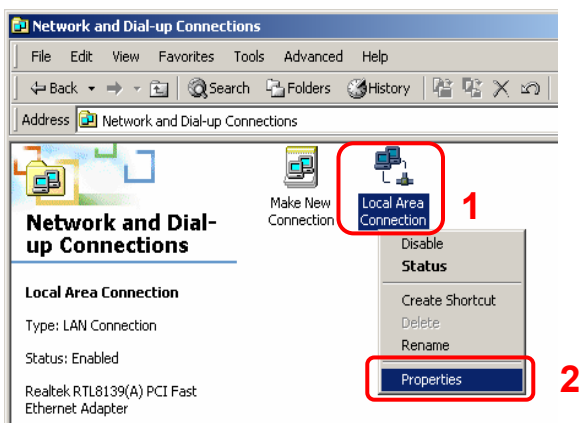 Network and Dial-up Connections
File Edit View Favorites Tools Advanced Help
Back Search Folders History
Address Network and Dial-up Connections
Make New
Connection
Local Area
Connection
1
Network and Dial-
up Connections
Local Area Connection
Type: LAN Connection
Status: Enabled
Realtek RTL8139(A) PCI Fast
Ethernet Adapter
Disable
Status
Create Shortcut
Delete
Rename
Properties
2